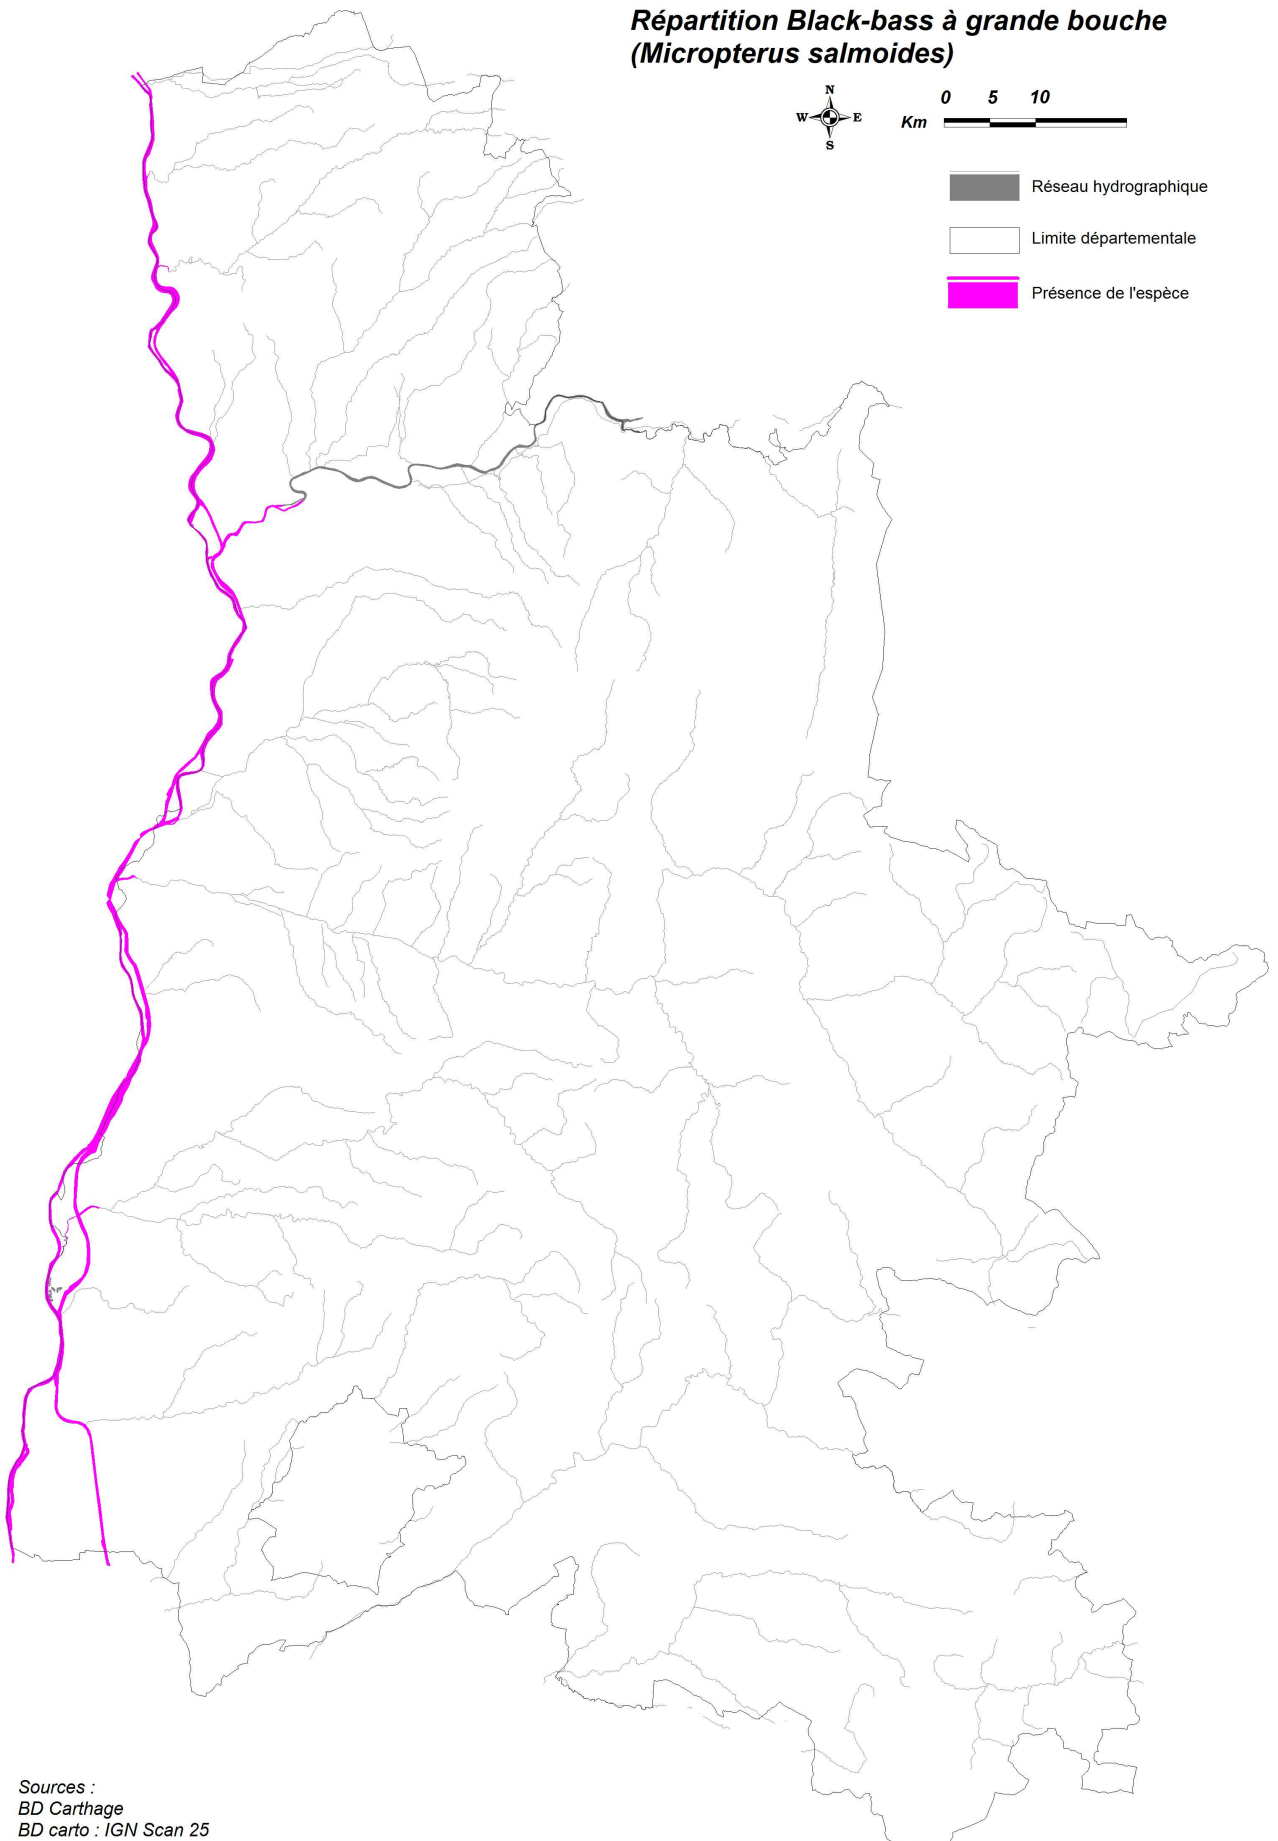 Répartition Black-bass à grande bouche
(Micropterus salmoides)
N
W E
S
Km 0 5 10
Réseau hydrographique
Limite départementale
Présence de l'espèce
Sources :
BD Carthage
BD carto : IGN Scan 25